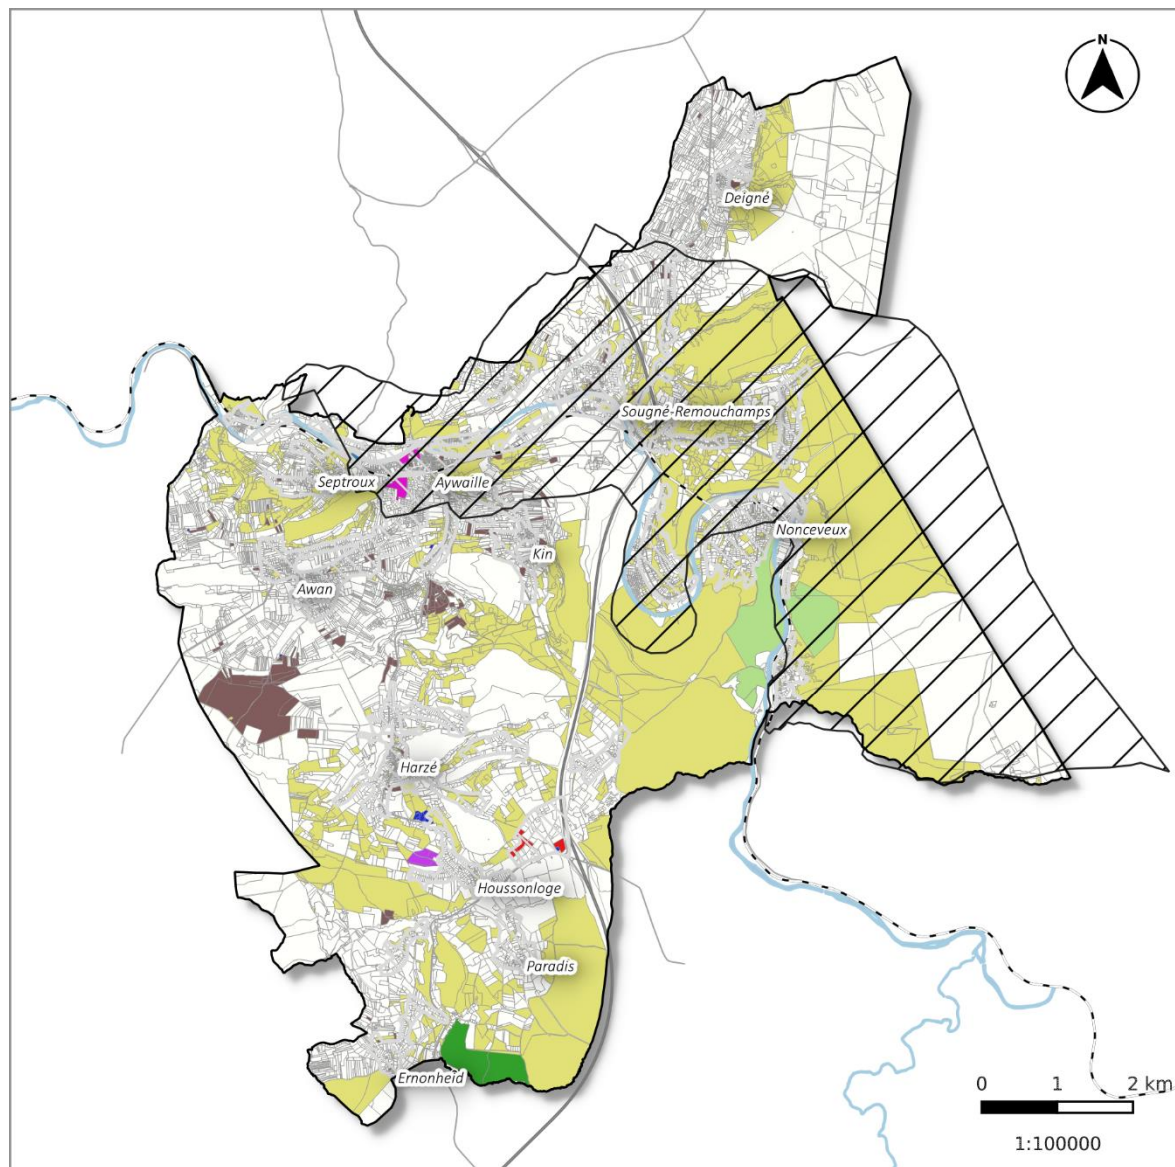 N
Deigné
Sougné-Remouchamps
Septroux
Aywaille
Nonceveux
Kin
Awan
Harzé
Houssonloge
Paradis
Ernonheid
0 1 2 km
1:100000